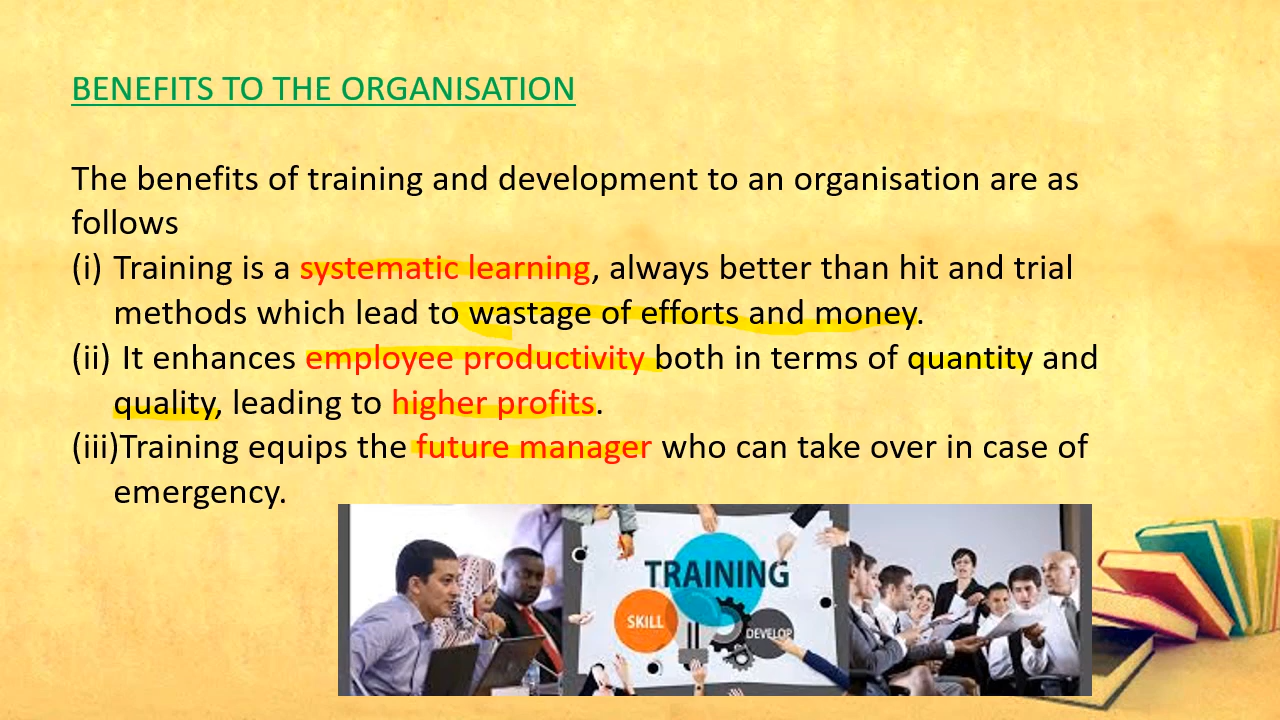 BENEFITS TO THE ORGANISATION
The benefits of training and development to an organisation are as
follows
(i) Training is a systematic learning, always better than hit and trial
methods which lead to wastage of efforts and money.
(ii) It enhances employee productivity both in terms of quantity and
quality, leading to higher profits.
(iii)Training equips the future manager who can take over in case of
emergency.
TRAINING
SKILL
DEVELOP